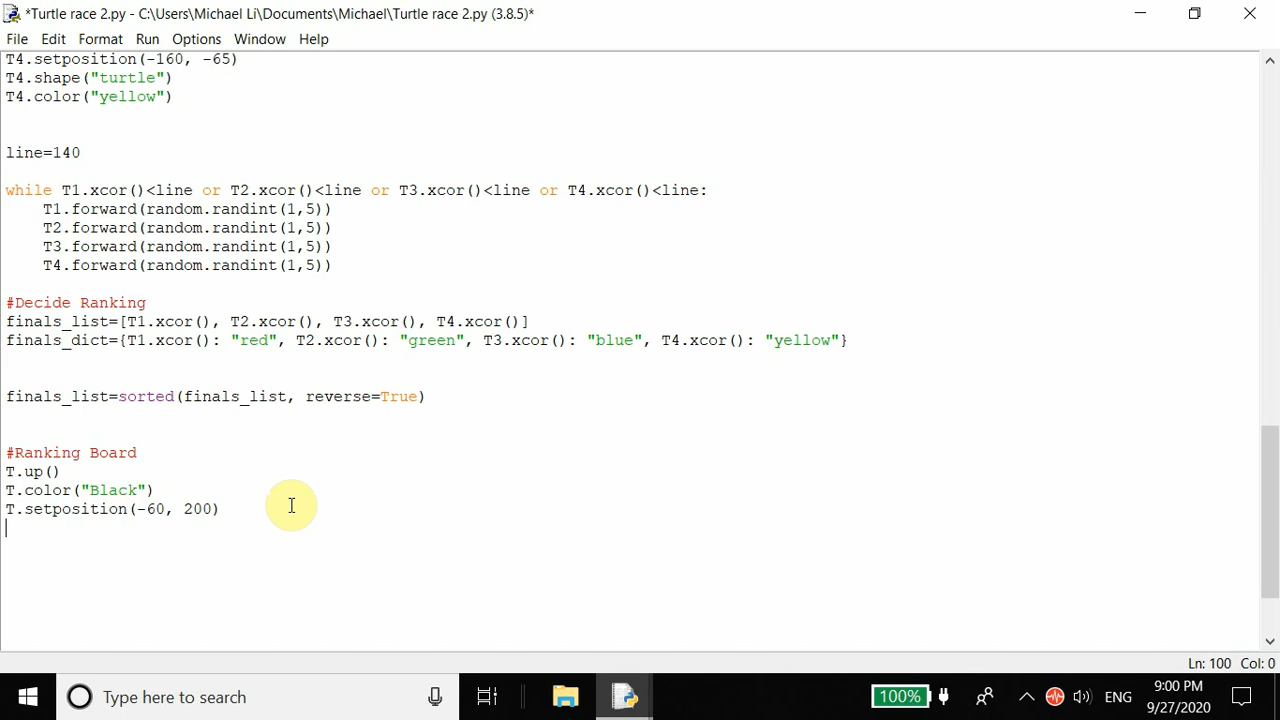 *Turtle race 2.py - C:\Users\Michael Li\Documents\Michael\Turtle race 2.py (3.8.5)*
File Edit Format Run Options Window Help
T4.setposition(-160, -65)
T4.shape("turtle")
T4.color("yellow")
line=140
while T1.xcor()<line or T2.xcor()<line or T3.xcor()<line or T4.xcor()<line:
    T1.forward(random.randint(1,5))
    T2.forward(random.randint(1,5))
    T3.forward(random.randint(1,5))
    T4.forward(random.randint(1,5))
#Decide Ranking
finals_list=[T1.xcor(), T2.xcor(), T3.xcor(), T4.xcor()]
finals_dict={T1.xcor(): "red", T2.xcor(): "green", T3.xcor(): "blue", T4.xcor(): "yellow"}
finals_list=sorted(finals_list, reverse=True)
#Ranking Board
T.up()
T.color("Black")
T.setposition(-60, 200)
Ln: 100 Col: 0
Type here to search
100%
ENG
9:00 PM
9/27/2020